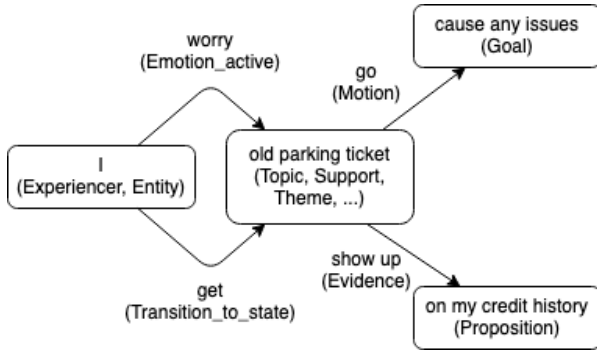 worry
(Emotion_active)
cause any issues
(Goal)
go
(Motion)
I
(Experiencer, Entity)
old parking ticket
(Topic, Support,
Theme, ...)
get
(Transition_to_state)
show up
(Evidence)
on my credit history
(Proposition)